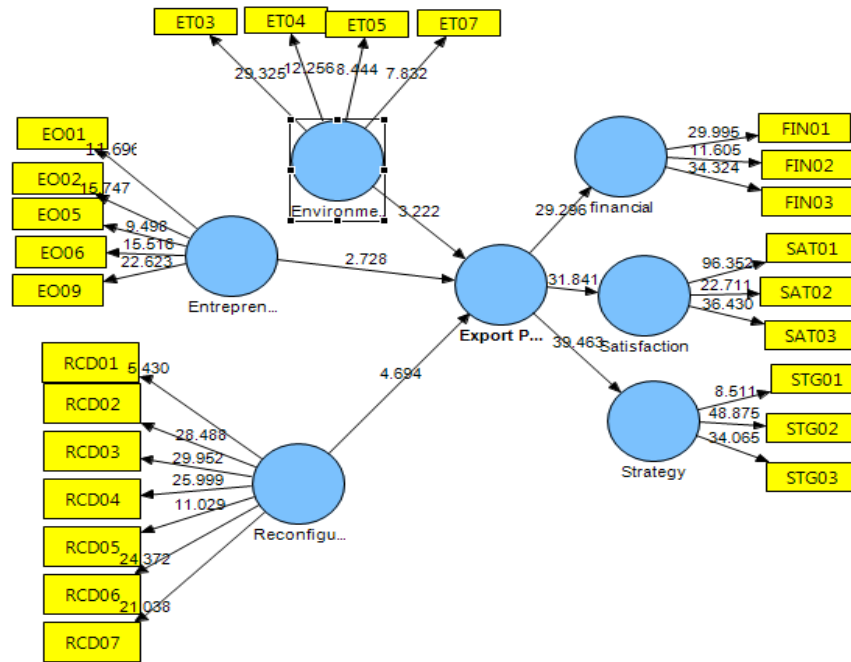 ET03
ET04
ET05
ET07
29.325
12.256
8.444
7.832
EO01
EO02
EO05
EO06
EO09
11.696
15.747
9.498
15.516
22.623
Environme...
Entrepren...
3.222
2.728
4.694
Export P...
29.296
31.841
39.463
financial
Satisfaction
Strategy
29.995
11.605
34.324
FIN01
FIN02
FIN03
96.352
22.711
36.430
SAT01
SAT02
SAT03
8.511
48.875
34.065
STG01
STG02
STG03
RCD01
RCD02
RCD03
RCD04
RCD05
RCD06
RCD07
5.430
28.488
29.952
25.999
11.029
24.372
21.038
Reconfigu...